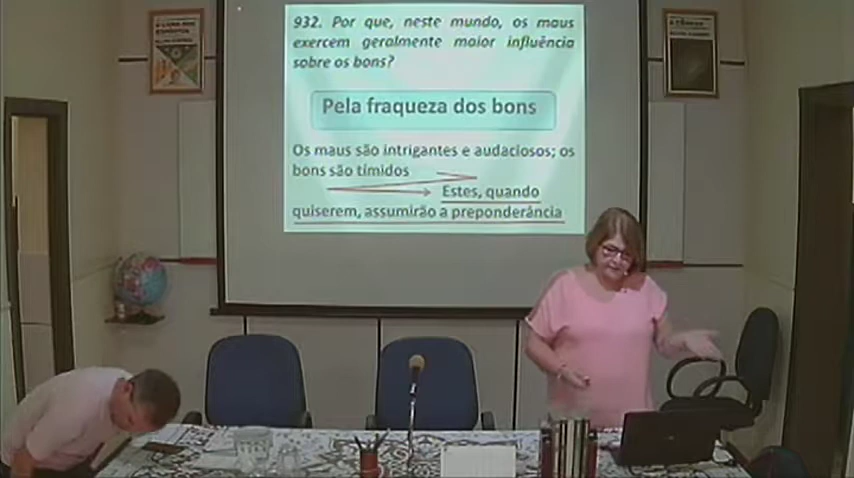 932. Por que, neste mundo, os maus
exercem geralmente maior influência
sobre os bons?
Pela fraqueza dos bons
Os maus são intrigantes e audaciosos; os
bons são tímidos
Estes, quando
quiserem, assumirão a preponderância